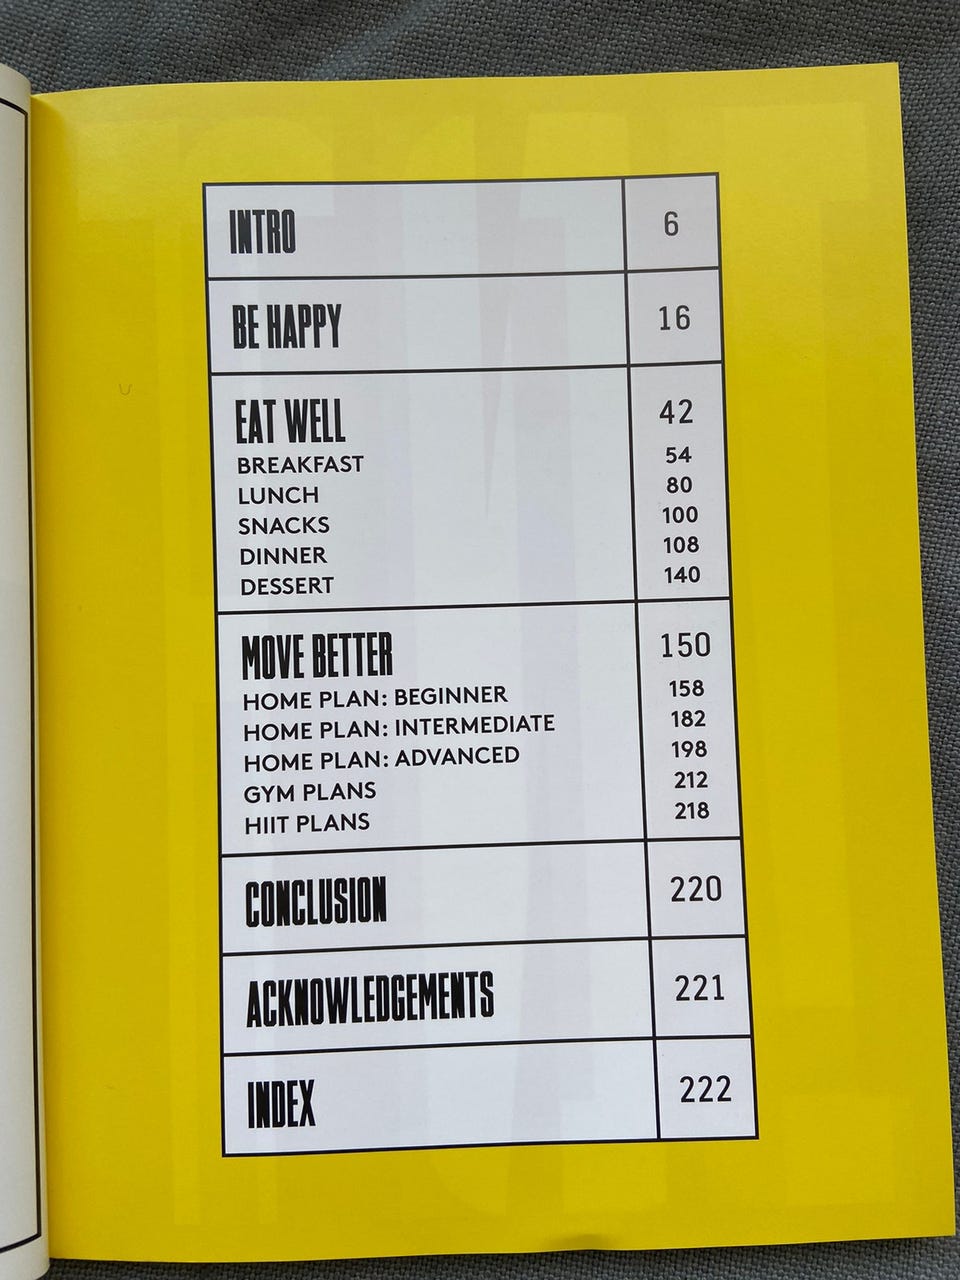 INTRO 6
BE HAPPY 16
EAT WELL 42
BREAKFAST 54
LUNCH 80
SNACKS 100
DINNER 108
DESSERT 140
MOVE BETTER 150
HOME PLAN: BEGINNER 158
HOME PLAN: INTERMEDIATE 182
HOME PLAN: ADVANCED 198
GYM PLANS 212
HIIT PLANS 218
CONCLUSION 220
ACKNOWLEDGEMENTS 221
INDEX 222